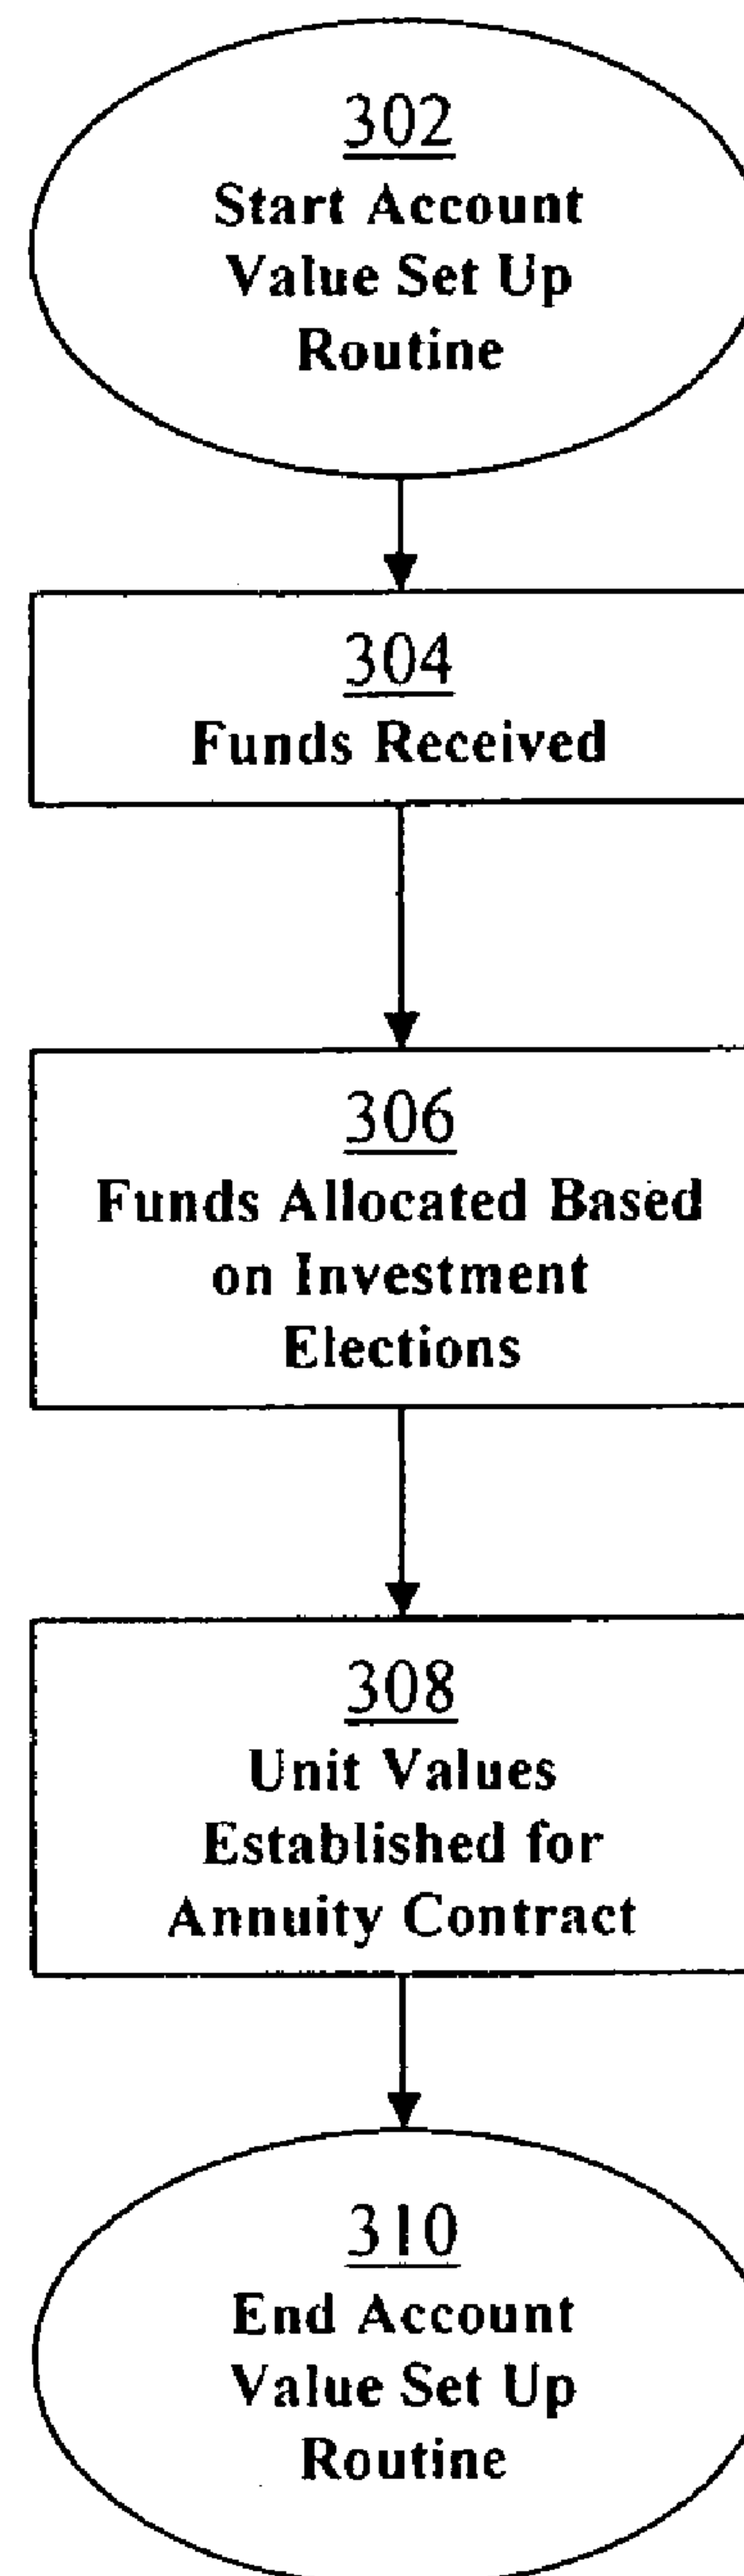 302
Start Account
Value Set Up
Routine
304
Funds Received
306
Funds Allocated Based
on Investment
Elections
308
Unit Values
Established for
Annuity Contract
310
End Account
Value Set Up
Routine